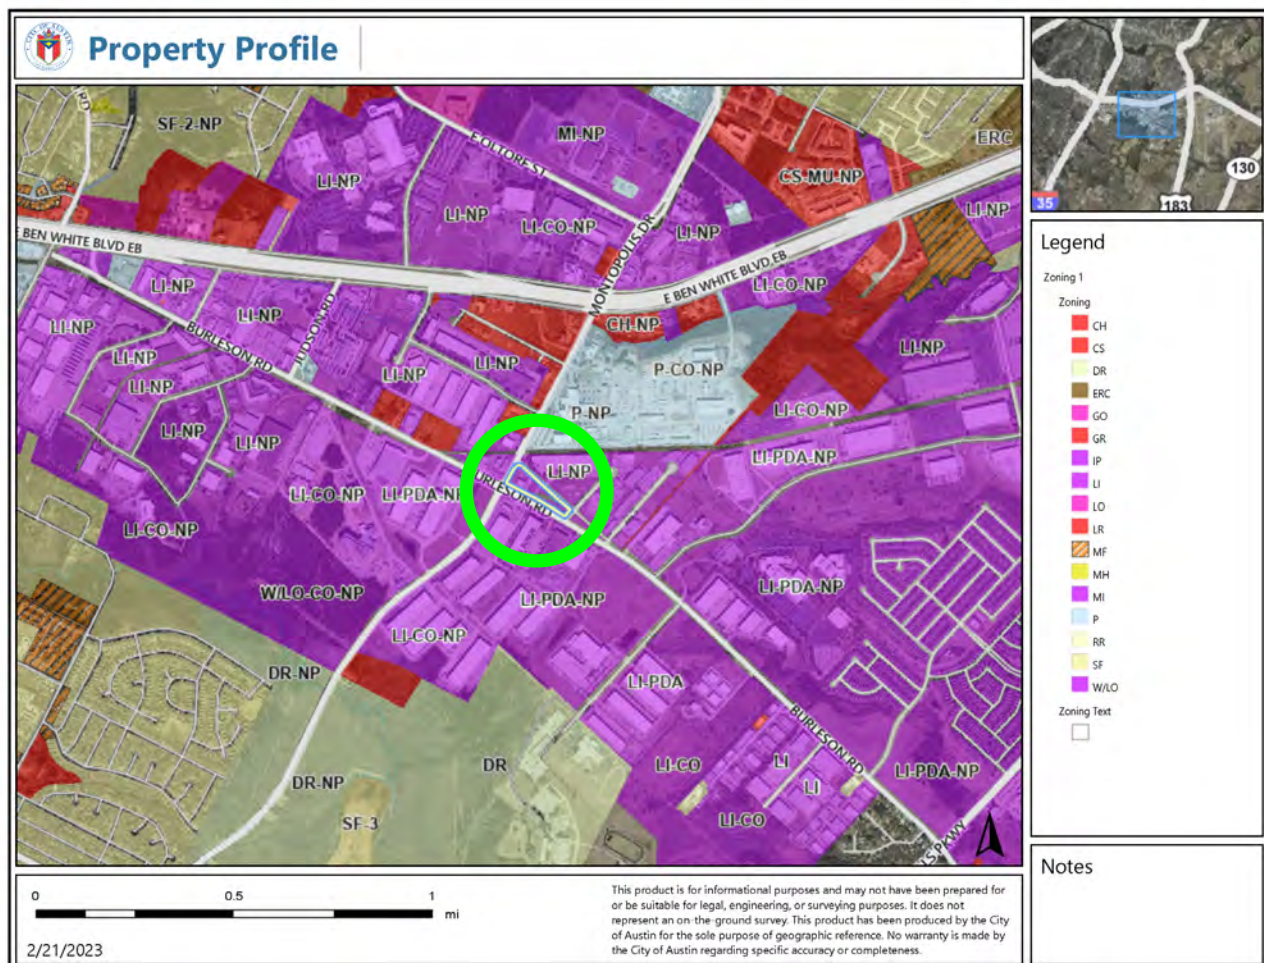 CITY OF AUSTIN
Property Profile
SF-2-NP
MI-NP
E OLTORF ST
ERC
LI-NP
CS-MU-NP
LI-NP
LI-CO-NP
MONTOPOLIS DR
LI-NP
LI-NP
E BEN WHITE BLVD EB
E BEN WHITE BLVD EB
LI-NP
LI-CO-NP
LI-NP
LI-NP
BURLESON RD
JUDSON RD
CH-NP
LI-NP
LI-NP
LI-NP
LI-NP
P-CO-NP
LI-NP
LI-NP
LI-NP
P-NP
LI-CO-NP
LI-PDA-NP
LI-NP
LI-CO-NP
LI-PDA-NP
BURLESON RD
LI-CO-NP
W/LO-CO-NP
LI-PDA-NP
LI-PDA-NP
LI-CO-NP
DR-NP
LI-PDA
BURLESON RD
DR
LI-CO
LI
LI-PDA-NP
DR-NP
LI
SF-3
LI-CO
35
183
130
Legend
Zoning 1
Zoning
CH
CS
DR
ERC
GO
GR
IP
LI
LO
LR
MF
MH
MI
P
RR
SF
W/LO
Zoning Text
Notes
0 0.5 1
mi
2/21/2023
This product is for informational purposes and may not have been prepared for
or be suitable for legal, engineering, or surveying purposes. It does not
represent an on-the-ground survey. This product has been produced by the City
of Austin for the sole purpose of geographic reference. No warranty is made by
the City of Austin regarding specific accuracy or completeness.